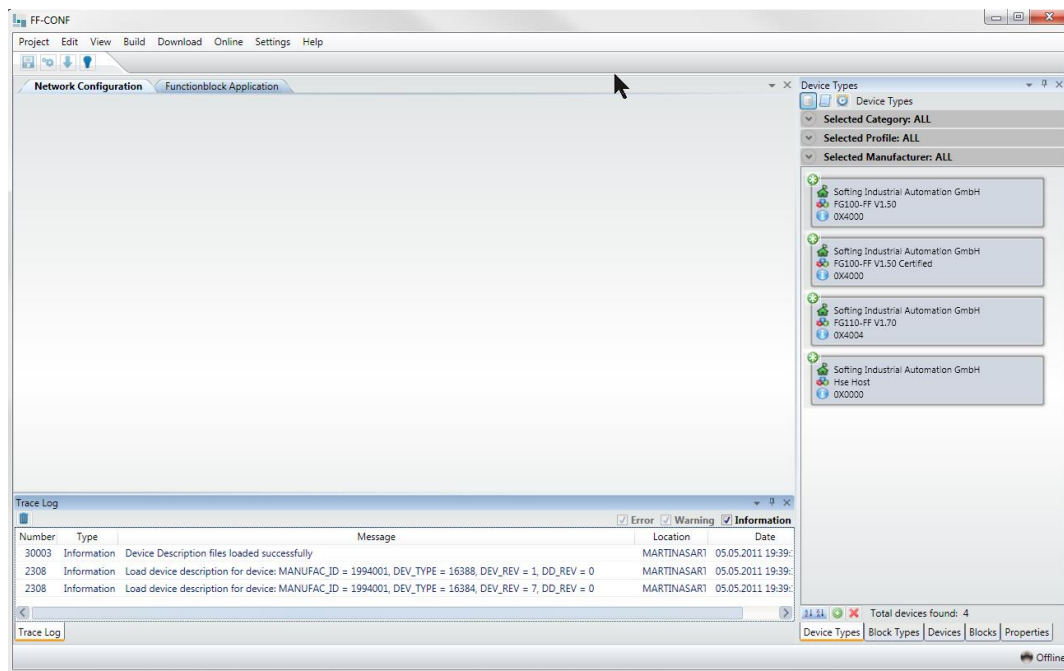 FF-CONF
Project Edit View Build Download Online Settings Help
Network Configuration Functionblock Application
Device Types
Device Types
Selected Category: ALL
Selected Profile: ALL
Selected Manufacturer: ALL
Softing Industrial Automation GmbH
FG100-FF V1.50
0X4000
Softing Industrial Automation GmbH
FG100-FF V1.50 Certified
0X4000
Softing Industrial Automation GmbH
FG110-FF V1.70
0X4004
Softing Industrial Automation GmbH
Hse Host
0X0000
Trace Log
Error Warning Information
Number Type Message Location Date
30003 Information Device Description files loaded successfully MARTINASAR 05.05.2011 19:39:
2308 Information Load device description for device: MANUFAC_ID = 1994001, DEV_TYPE = 16388, DEV_REV = 1, DD_REV = 0 MARTINASAR 05.05.2011 19:39:
2308 Information Load device description for device: MANUFAC_ID = 1994001, DEV_TYPE = 16384, DEV_REV = 7, DD_REV = 0 MARTINASAR 05.05.2011 19:39:
Trace Log
Total devices found: 4
Device Types Block Types Devices Blocks Properties
Offline